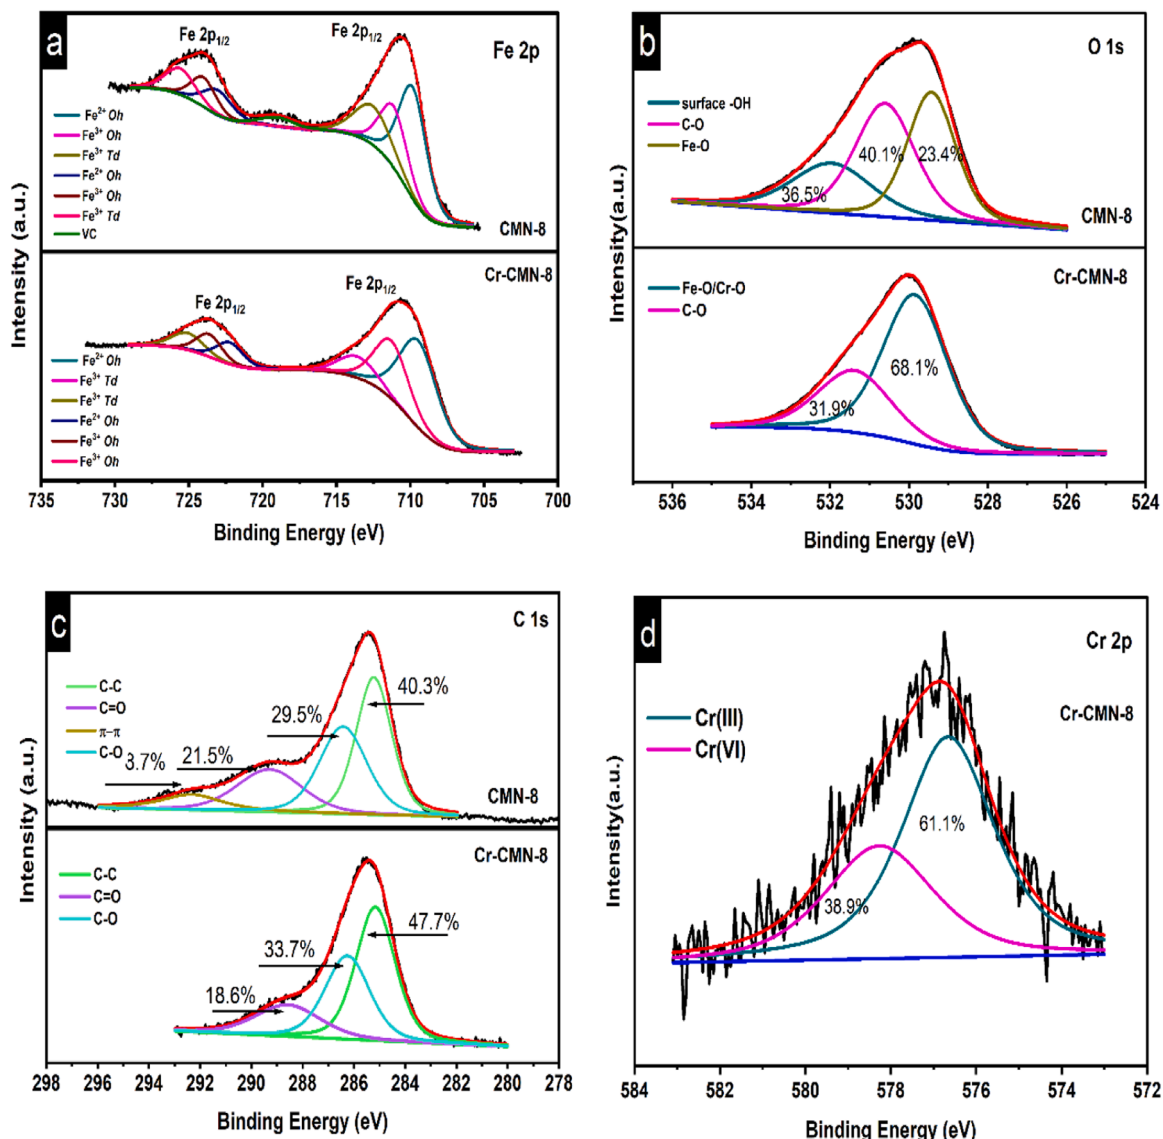 a
Fe 2p₁/₂
Fe 2p₁/₂
Fe 2p
Fe²⁺ Oh
Fe³⁺ Oh
Fe³⁺ Td
Fe²⁺ Oh
Fe³⁺ Oh
Fe³⁺ Td
VC
CMN-8
Cr-CMN-8
Fe 2p₁/₂
Fe 2p₁/₂
Fe²⁺ Oh
Fe³⁺ Td
Fe³⁺ Td
Fe²⁺ Oh
Fe³⁺ Oh
Fe³⁺ Oh
Intensity (a.u.)
735 730 725 720 715 710 705 700
Binding Energy (eV)
b
O 1s
surface -OH
C-O
Fe-O
40.1%
23.4%
36.5%
CMN-8
Cr-CMN-8
Fe-O/Cr-O
C-O
68.1%
31.9%
Intensity(a.u.)
536 534 532 530 528 526 524
Binding Energy (eV)
c
C 1s
C-C
C=O
π–π
C-O
40.3%
29.5%
21.5%
3.7%
CMN-8
Cr-CMN-8
C-C
C=O
C-O
47.7%
33.7%
18.6%
Intensity (a.u.)
298 296 294 292 290 288 286 284 282 280 278
Binding Energy (eV)
d
Cr 2p
Cr-CMN-8
Cr(III)
Cr(VI)
61.1%
38.9%
Intensity(a.u.)
584 582 580 578 576 574 572
Binding Energy (eV)